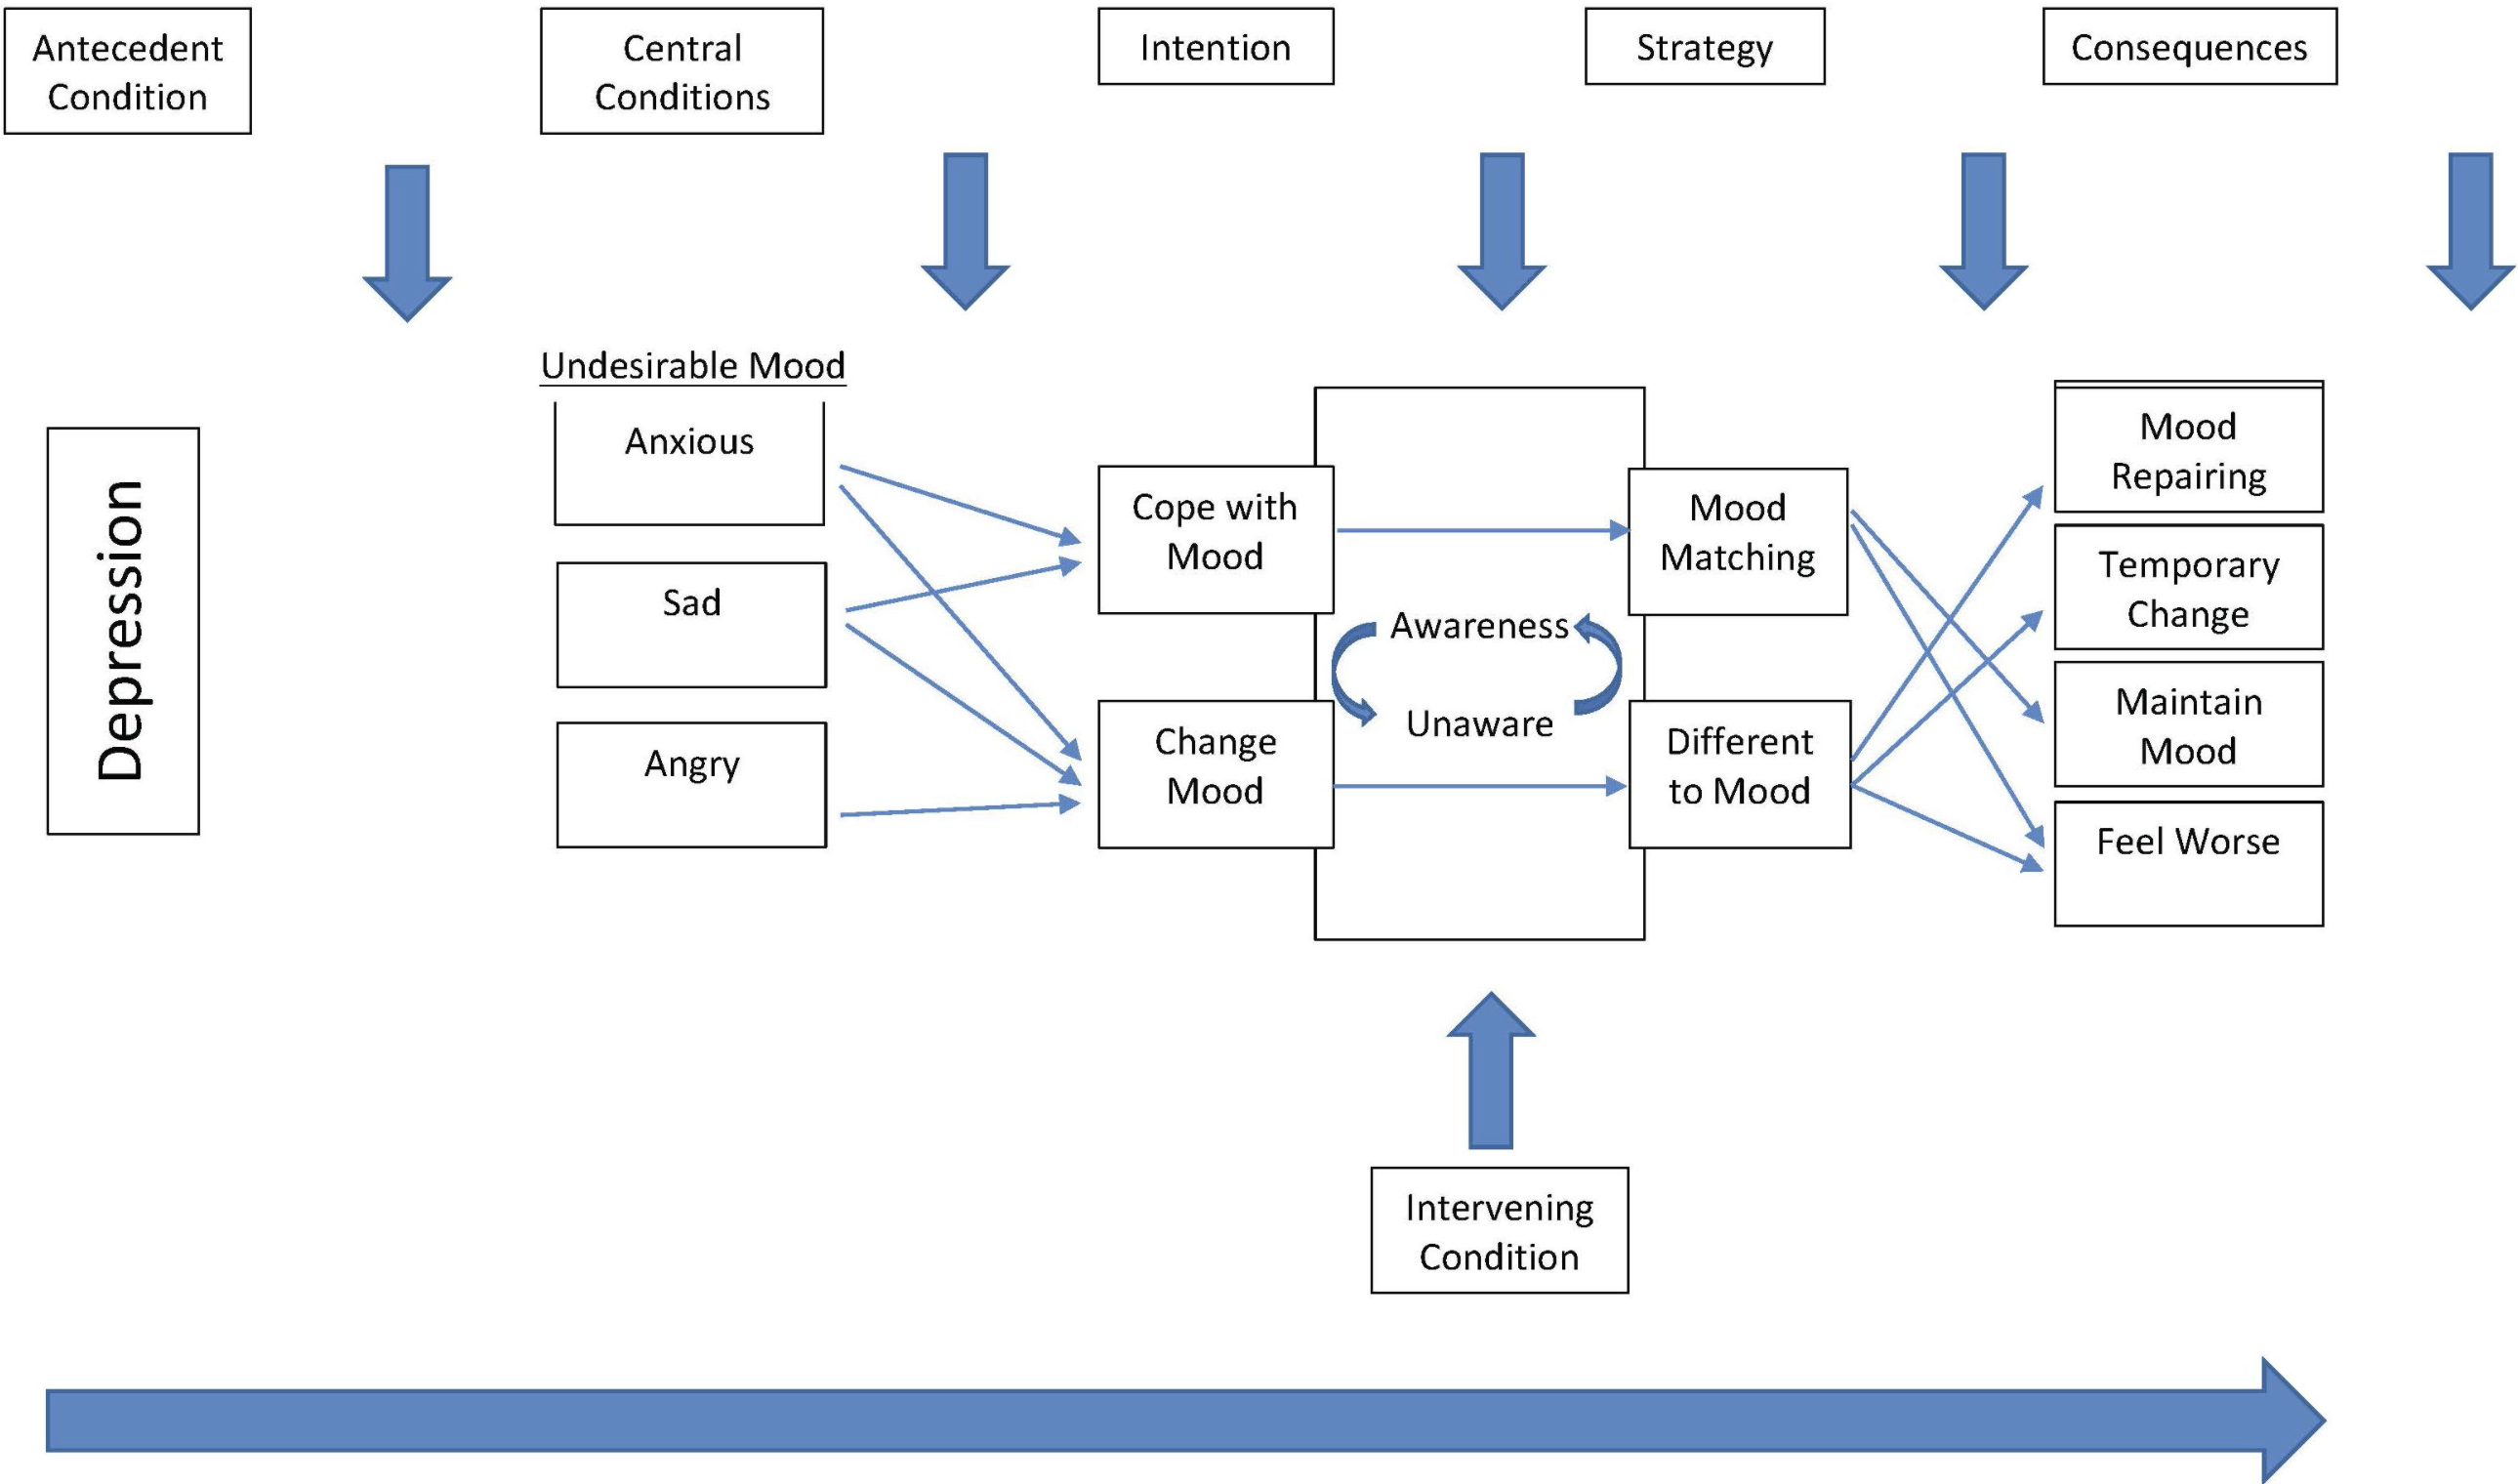 Antecedent
Condition
Central
Conditions
Intention
Strategy
Consequences
Depression
Undesirable Mood
Anxious
Sad
Angry
Cope with
Mood
Change
Mood
Awareness
Unaware
Mood
Matching
Different
to Mood
Mood
Repairing
Temporary
Change
Maintain
Mood
Feel Worse
Intervening
Condition